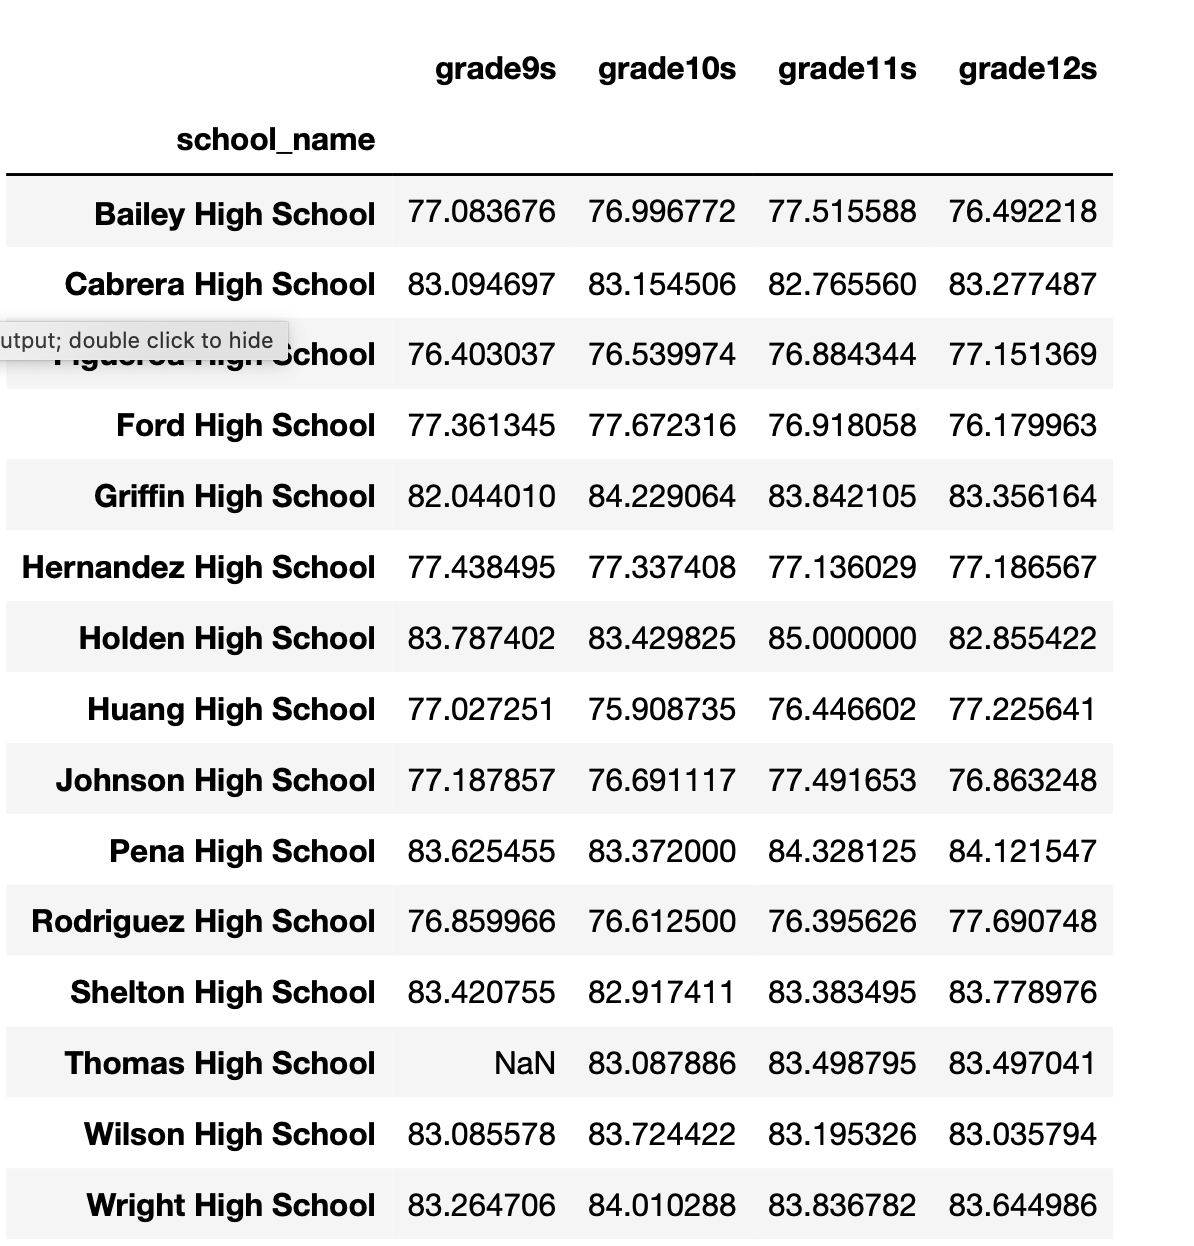 grade9s grade10s grade11s grade12s
school_name
Bailey High School 77.083676 76.996772 77.515588 76.492218
Cabrera High School 83.094697 83.154506 82.765560 83.277487
utput; double click to hide
High School 76.403037 76.539974 76.884344 77.151369
Ford High School 77.361345 77.672316 76.918058 76.179963
Griffin High School 82.044010 84.229064 83.842105 83.356164
Hernandez High School 77.438495 77.337408 77.136029 77.186567
Holden High School 83.787402 83.429825 85.000000 82.855422
Huang High School 77.027251 75.908735 76.446602 77.225641
Johnson High School 77.187857 76.691117 77.491653 76.863248
Pena High School 83.625455 83.372000 84.328125 84.121547
Rodriguez High School 76.859966 76.612500 76.395626 77.690748
Shelton High School 83.420755 82.917411 83.383495 83.778976
Thomas High School NaN 83.087886 83.498795 83.497041
Wilson High School 83.085578 83.724422 83.195326 83.035794
Wright High School 83.264706 84.010288 83.836782 83.644986